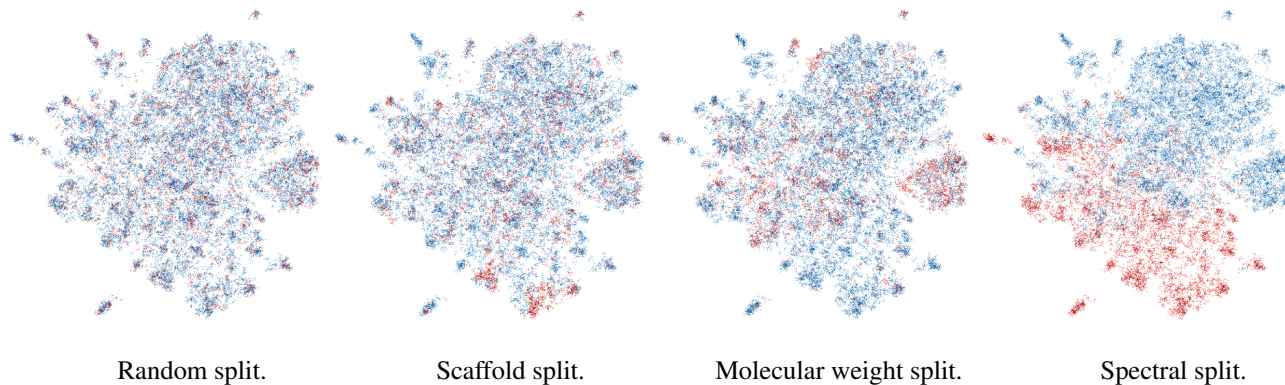 Random split.
Scaffold split.
Molecular weight split.
Spectral split.